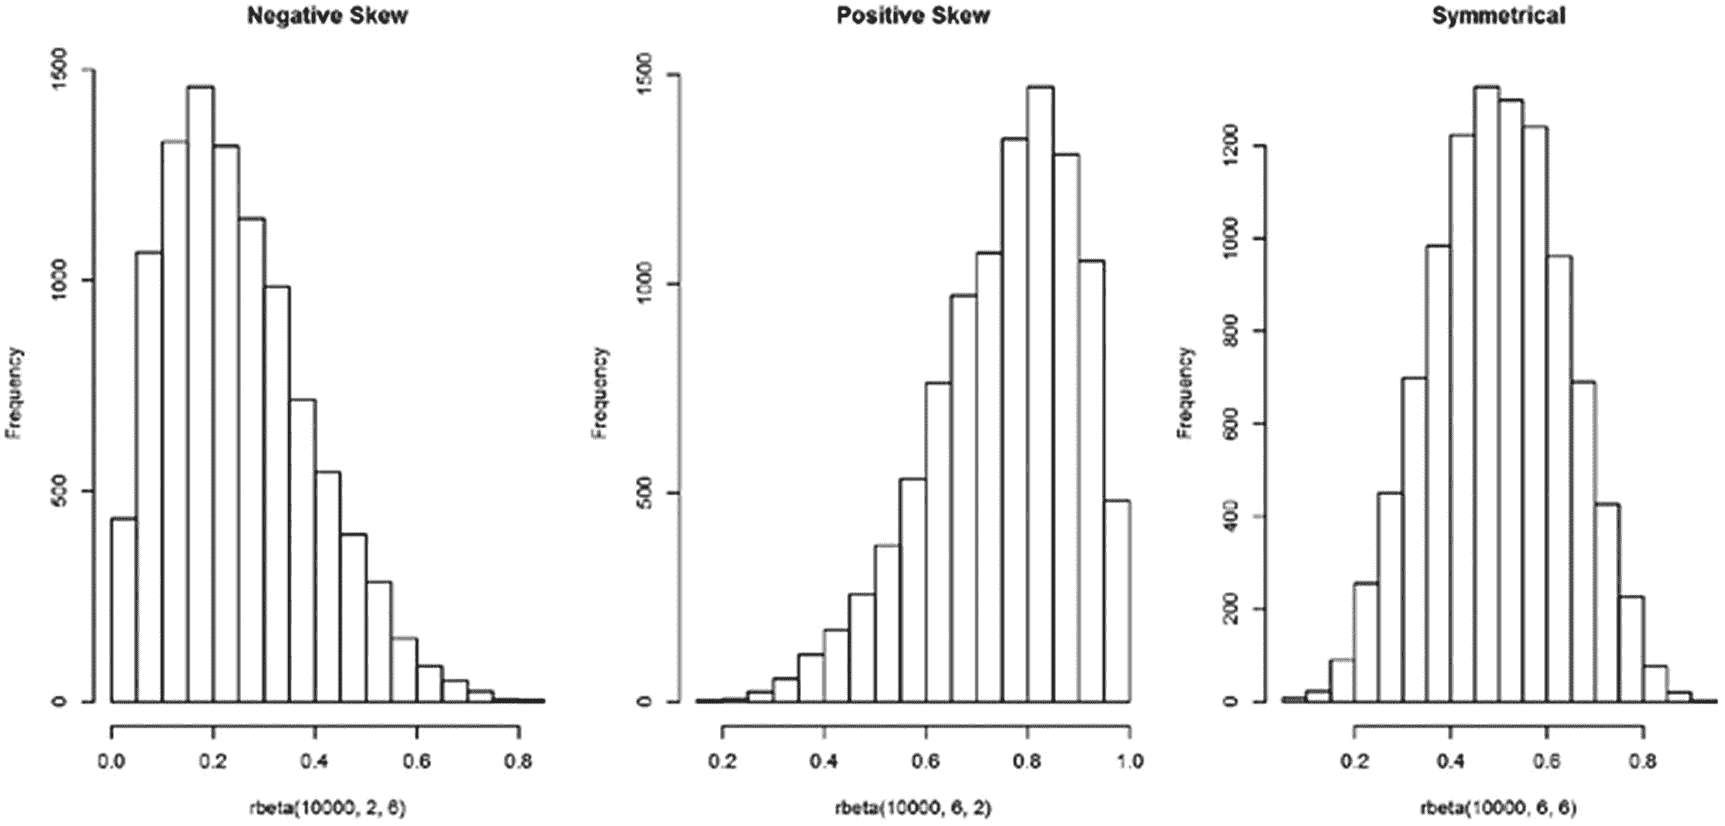 Negative Skew
Frequency
1500
1000
500
0
0.0 0.2 0.4 0.6 0.8
rbeta(10000, 2, 6)
Positive Skew
Frequency
1500
1000
500
0
0.2 0.4 0.6 0.8 1.0
rbeta(10000, 6, 2)
Symmetrical
Frequency
1200
1000
800
600
400
200
0
0.2 0.4 0.6 0.8
rbeta(10000, 6, 6)